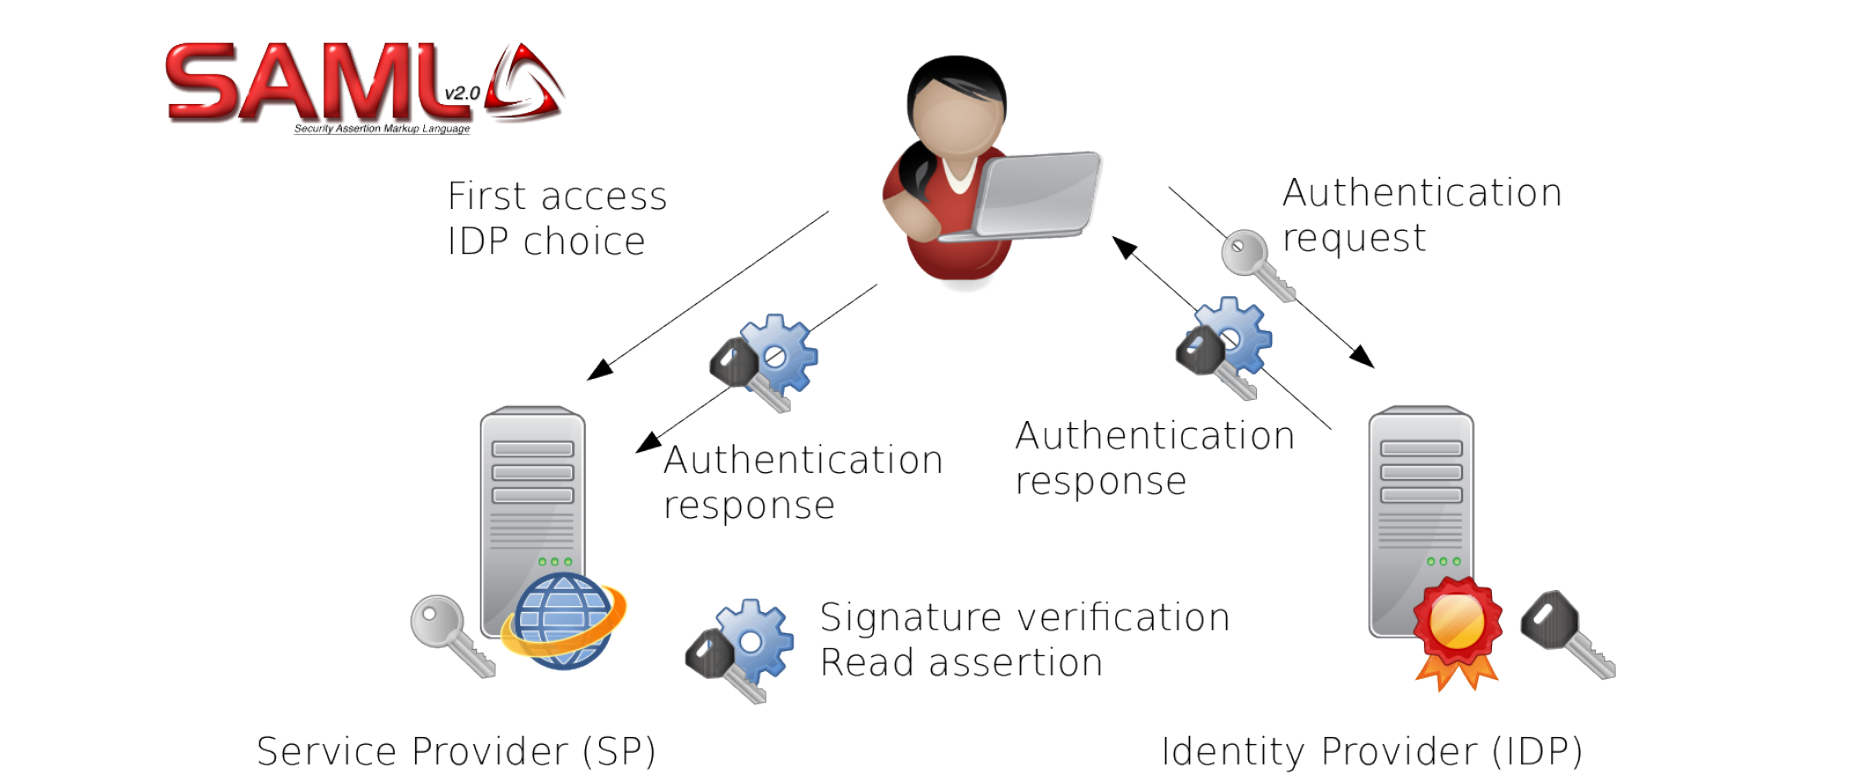 SAML v2.0
Security Assertion Markup Language
First access
IDP choice
Authentication
request
Authentication
response
Authentication
response
Signature verification
Read assertion
Service Provider (SP)
Identity Provider (IDP)